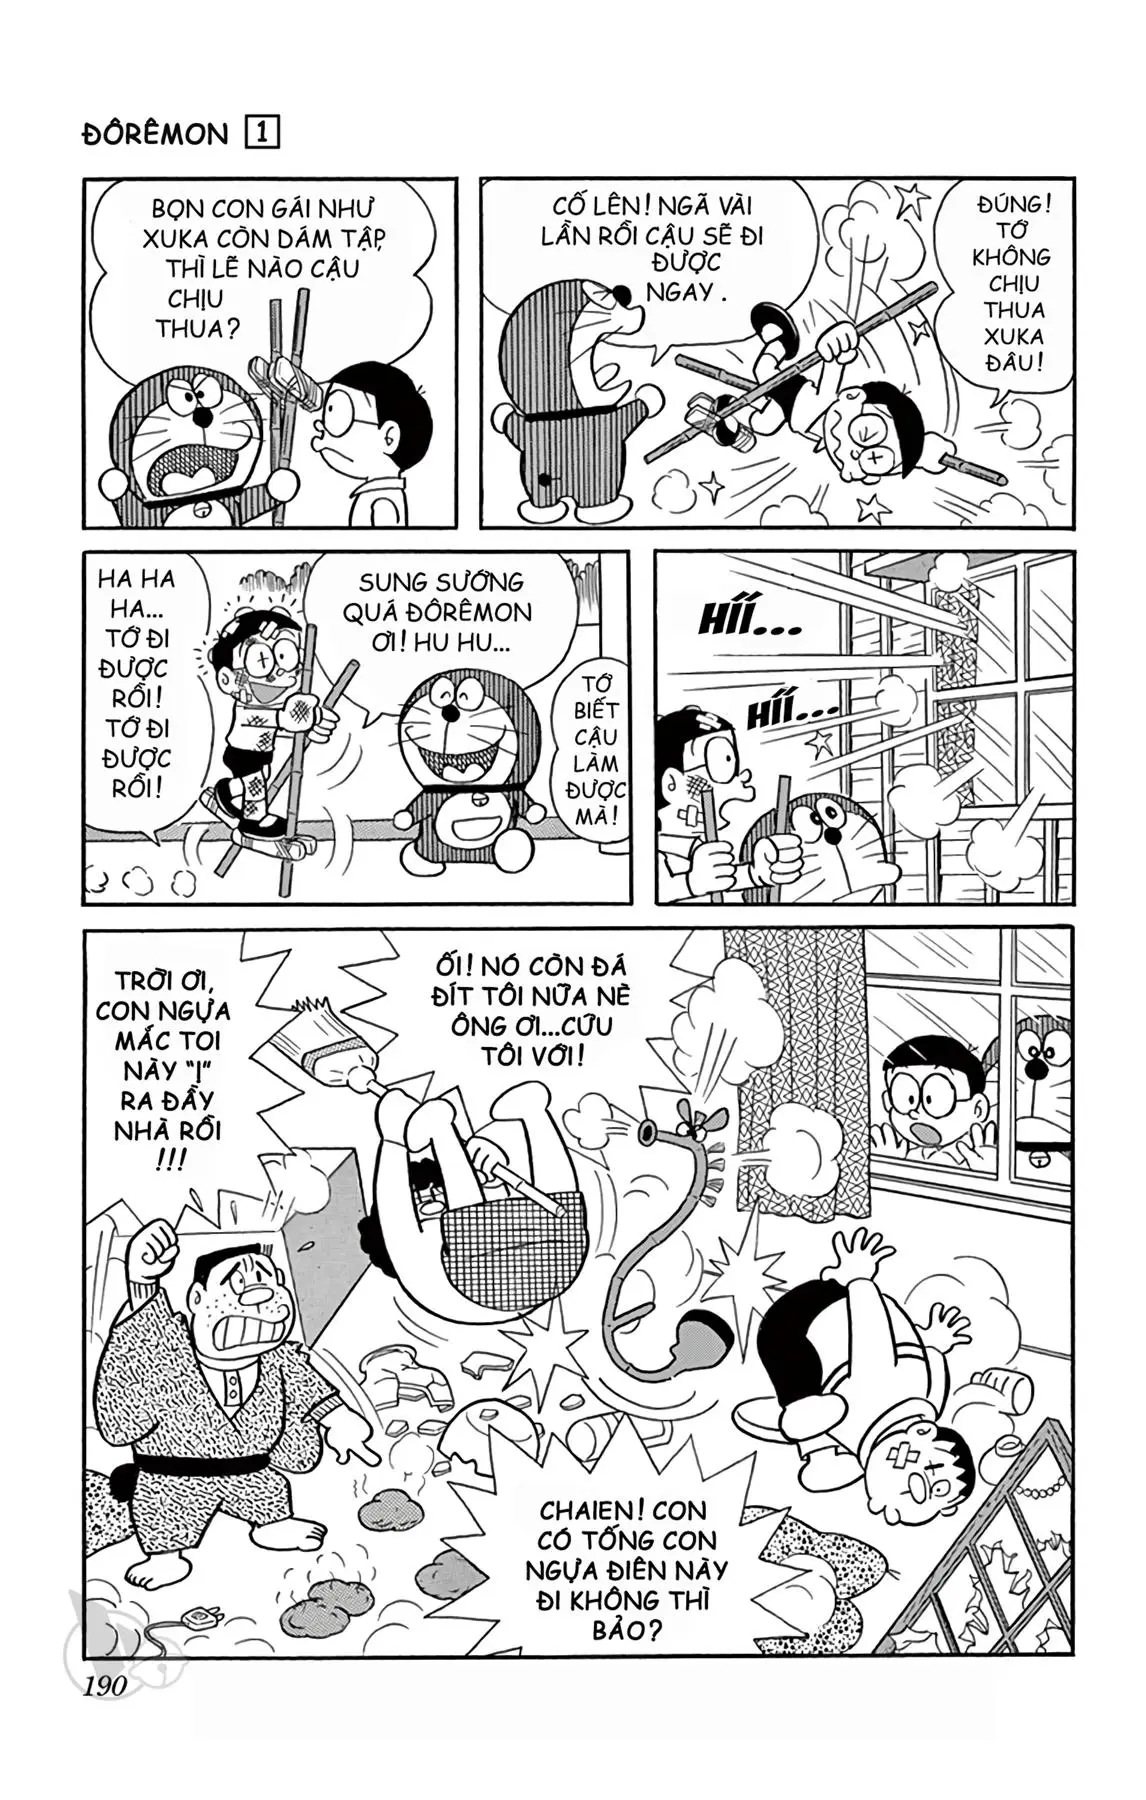 ĐÔRÊMON 1
BỌN CON GÁI NHƯ
XUKA CÒN DÁM TẬP,
THÌ LẼ NÀO CẬU
CHỊU
THUA?
CỐ LÊN! NGÃ VÀI
LẦN RỒI CẬU SẼ ĐI
ĐƯỢC
NGAY.
ĐÚNG!
TỚ
KHÔNG
CHỊU
THUA
XUKA
ĐÂU!
HA HA
HA...
TỚ ĐI
ĐƯỢC
RỒI!
TỚ ĐI
ĐƯỢC
RỒI!
SUNG SƯỚNG
QUÁ ĐÔRÊMON
ƠI! HU HU...
TỚ
BIẾT
CẬU
LÀM
ĐƯỢC
MÀ!
HÍÍ...
HÍÍ...
TRỜI ƠI,
CON NGỰA
MẮC TOI
NÀY “Ị”
RA ĐẦY
NHÀ RỒI
!!!
ỐI! NÓ CÒN ĐÁ
ĐÍT TÔI NỮA NÈ
ÔNG ƠI...CỨU
TÔI VỚI!
CHAIEN! CON
CÓ TỐNG CON
NGỰA ĐIÊN NÀY
ĐI KHÔNG THÌ
BẢO?
190